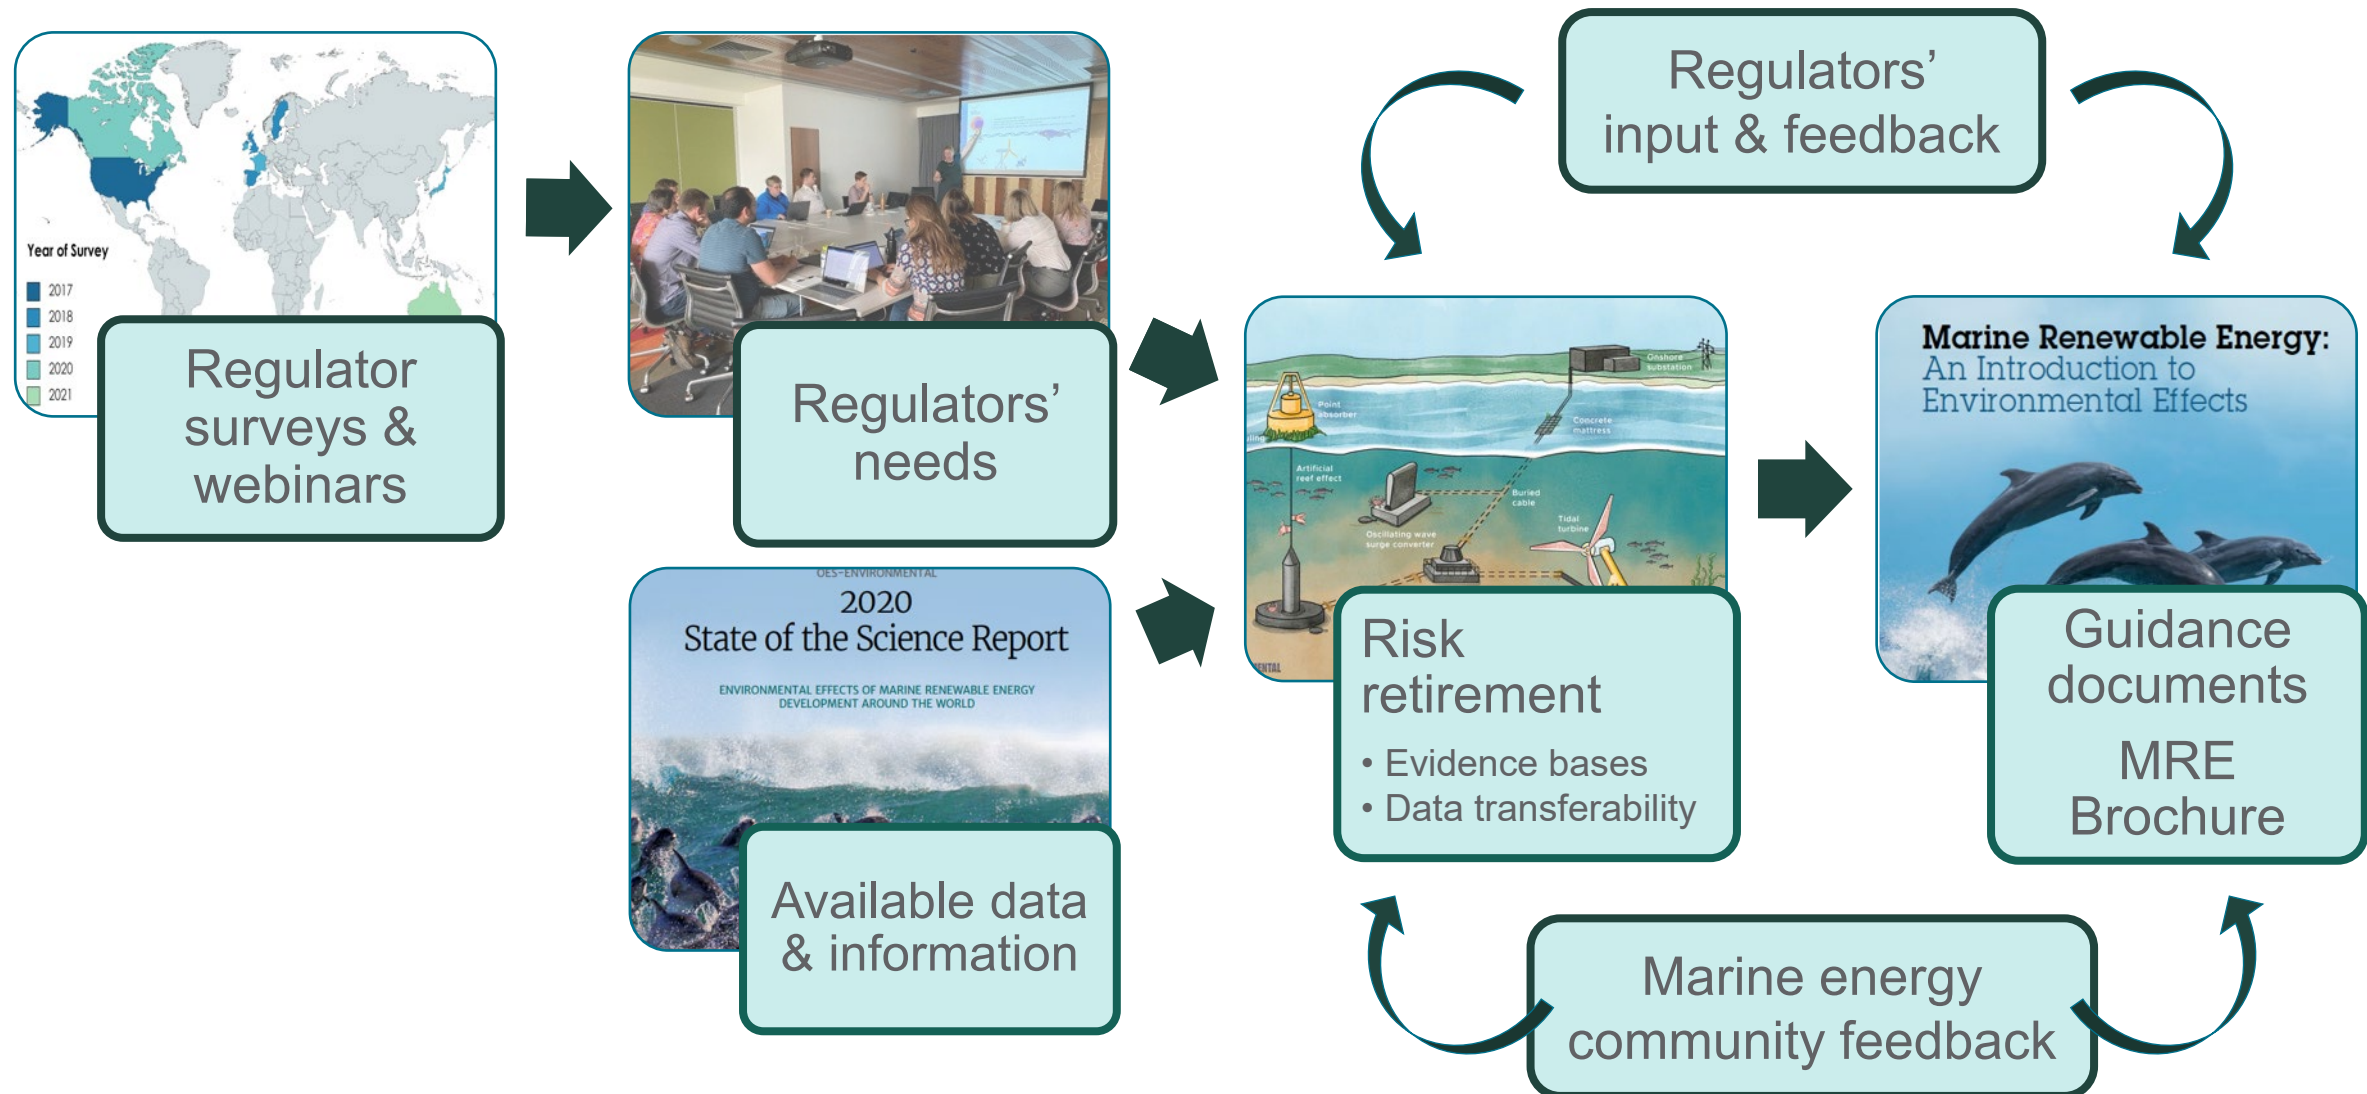 Year of Survey
2017
2018
2019
2020
2021
Regulator
surveys &
webinars
Regulators’
needs
OES-ENVIRONMENTAL
2020
State of the Science Report
ENVIRONMENTAL EFFECTS OF MARINE RENEWABLE ENERGY
DEVELOPMENT AROUND THE WORLD
Available data
& information
Regulators’
input & feedback
Onshore
substation
Point
absorber
Concrete
mattress
Artificial
reef effect
Buried
cable
Tidal
turbine
Oscillating wave
surge converter
Risk
retirement
• Evidence bases
• Data transferability
Marine Renewable Energy:
An Introduction to
Environmental Effects
Guidance
documents
MRE
Brochure
Marine energy
community feedback